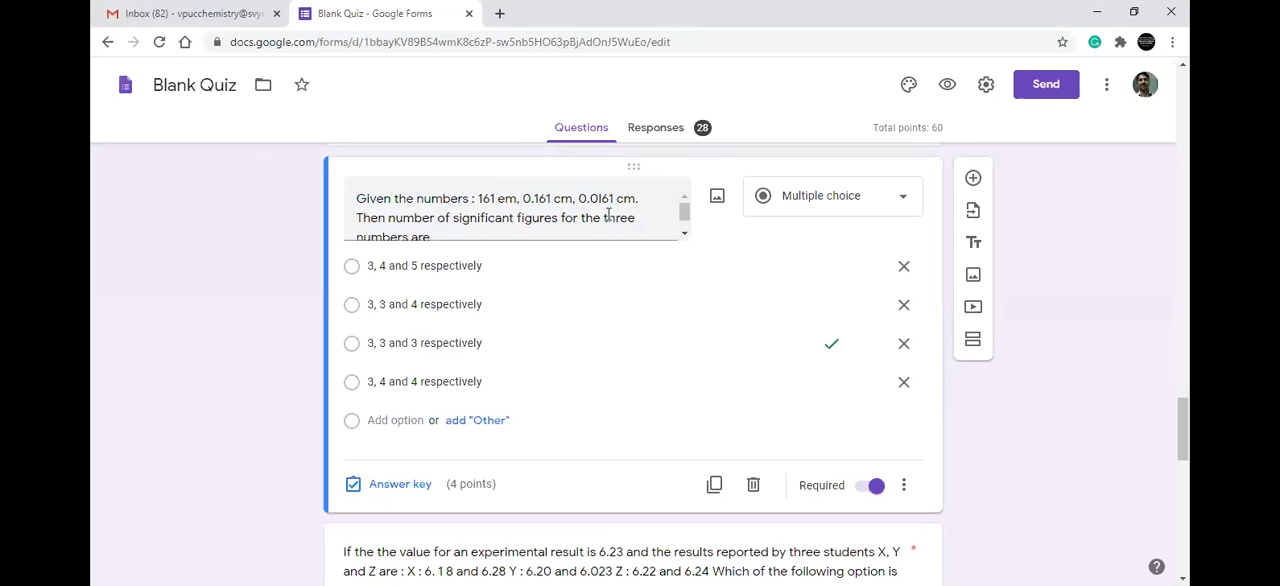 Inbox (82) - vpucchemistry@svye
Blank Quiz - Google Forms
docs.google.com/forms/d/1bbayKV89B54wmK8c6zP-sw5nb5HO63pBjAdOnJ5WuEo/edit
Blank Quiz
Send
Questions
Responses 28
Total points: 60
Given the numbers : 161 em, 0.161 cm, 0.0I61 cm.
Then number of significant figures for the three
numbers are
Multiple choice
3, 4 and 5 respectively
3, 3 and 4 respectively
3, 3 and 3 respectively
3, 4 and 4 respectively
Add option or add "Other"
Answer key (4 points)
Required
If the the value for an experimental result is 6.23 and the results reported by three students X, Y *
and Z are : X : 6. 1 8 and 6.28 Y : 6.20 and 6.023 Z : 6.22 and 6.24 Which of the following option is